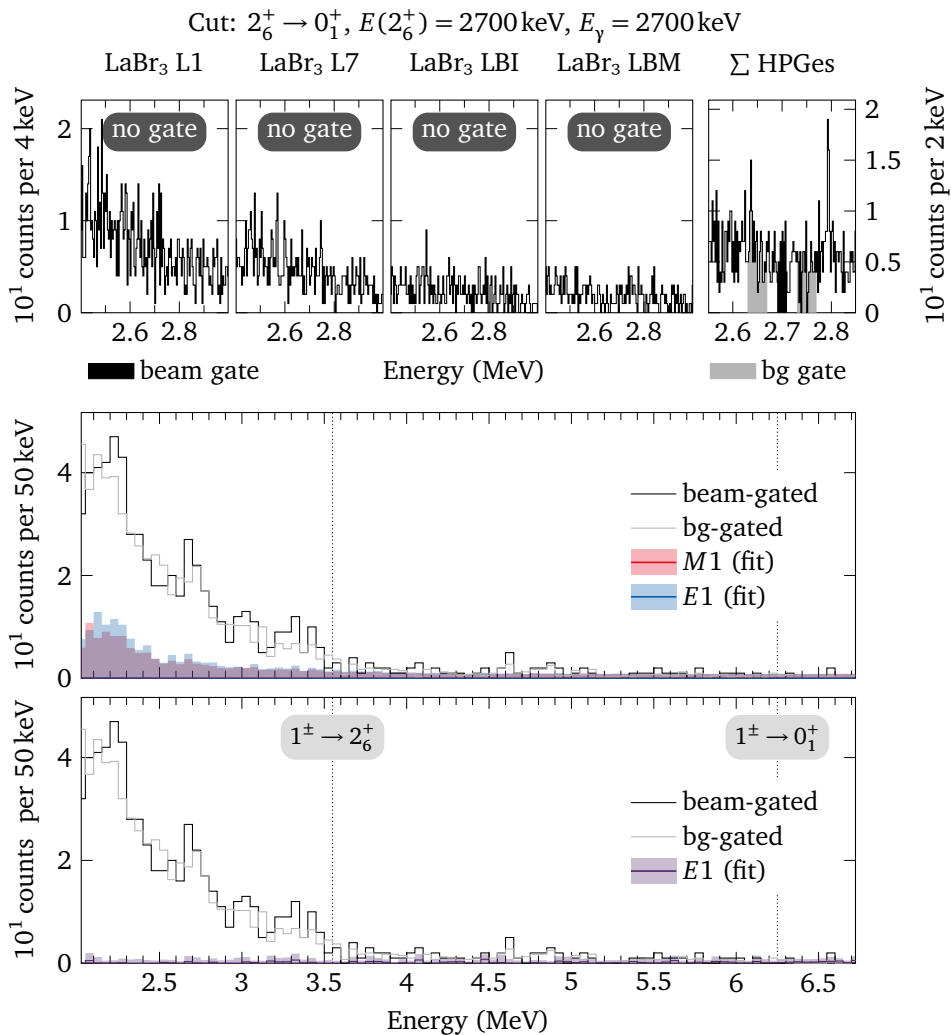 Cut: 2₆⁺ → 0₁⁺, E(2₆⁺) = 2700 keV, Eγ = 2700 keV
LaBr₃ L1 LaBr₃ L7 LaBr₃ LBI LaBr₃ LBM ∑ HPGes
no gate no gate no gate no gate
10¹ counts per 4 keV
2
1
0
2
1.5
1
0.5
0
10¹ counts per 2 keV
2.6 2.8 2.6 2.8 2.6 2.8 2.6 2.8 2.6 2.7 2.8
beam gate Energy (MeV) bg gate
10¹ counts per 50 keV
4
2
0
beam-gated
bg-gated
M1 (fit)
E1 (fit)
10¹ counts per 50 keV
4
2
0
1± → 2₆⁺ 1± → 0₁⁺
beam-gated
bg-gated
E1 (fit)
2.5 3 3.5 4 4.5 5 5.5 6 6.5
Energy (MeV)